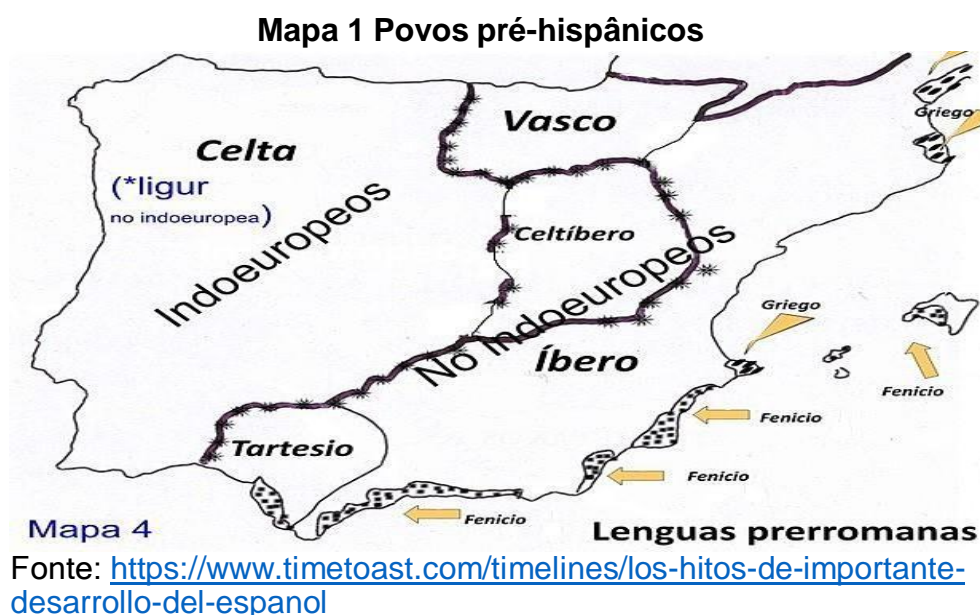 Mapa 1 Povos pré-hispânicos
Vasco
Griego
Celta
(*ligur
no indoeuropea)
Indoeuropeos
Celtíbero
No Indoeuropeos
Griego
Íbero
Fenicio
Fenicio
Tartesio
Fenicio
Fenicio
Mapa 4
Lenguas prerromanas
Fonte: https://www.timetoast.com/timelines/los-hitos-de-importante-
desarrollo-del-espanol